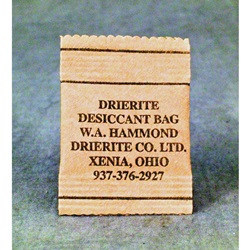 DRIERITE
DESICCANT BAG
W.A. HAMMOND
DRIERITE CO. LTD.
XENIA, OHIO
937-376-2927